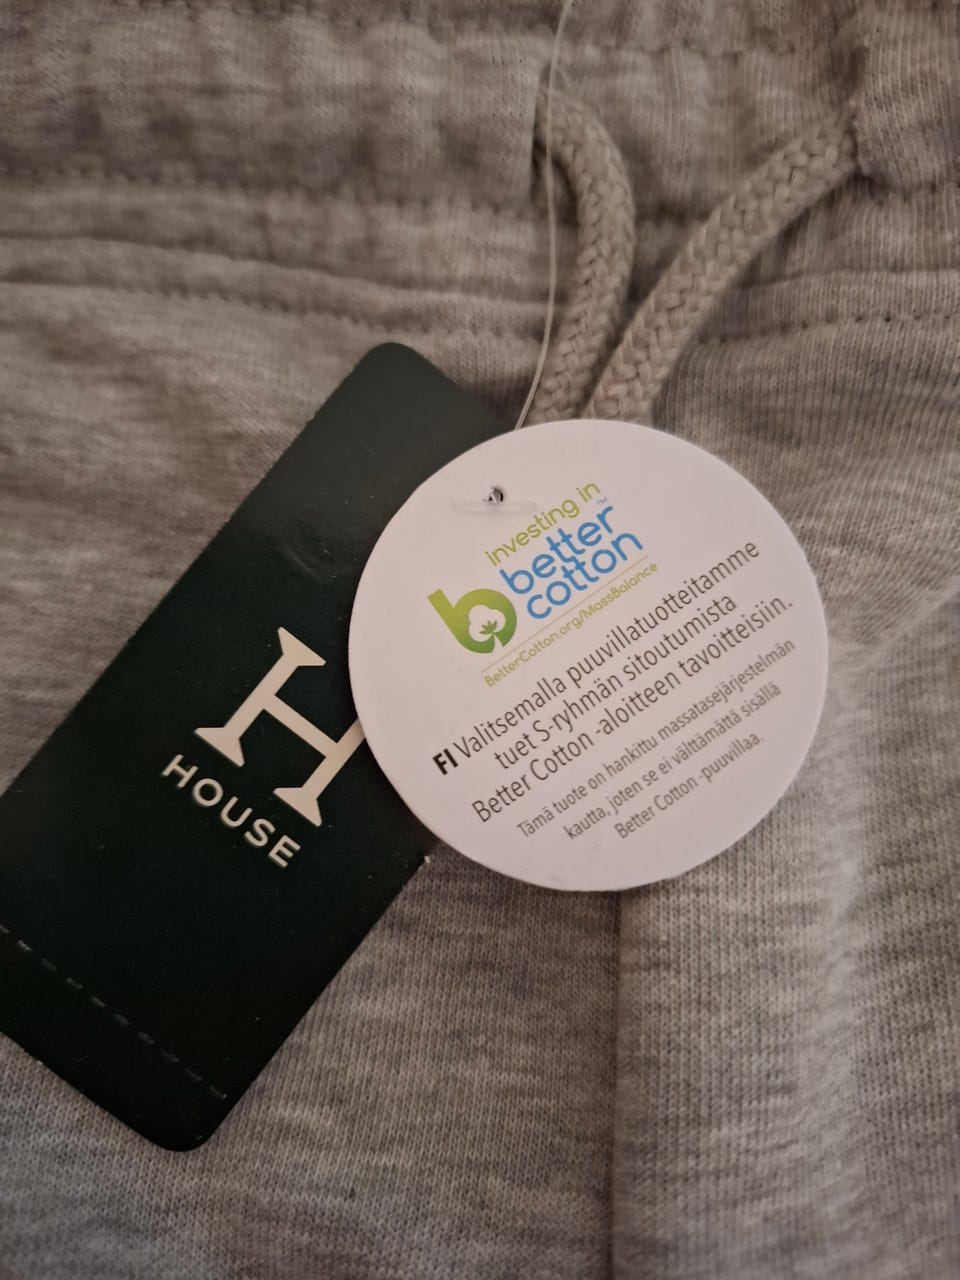 investing in
better™
cotton
BetterCotton.org/MassBalance
FI Valitsemalla puuvillatuotteitamme
tuet S-ryhmän sitoutumista
Better Cotton -aloitteen tavoitteisiin.
Tämä tuote on hankittu massatasejärjestelmän
kautta, joten se ei välttämättä sisällä
Better Cotton -puuvillaa.
H
HOUSE